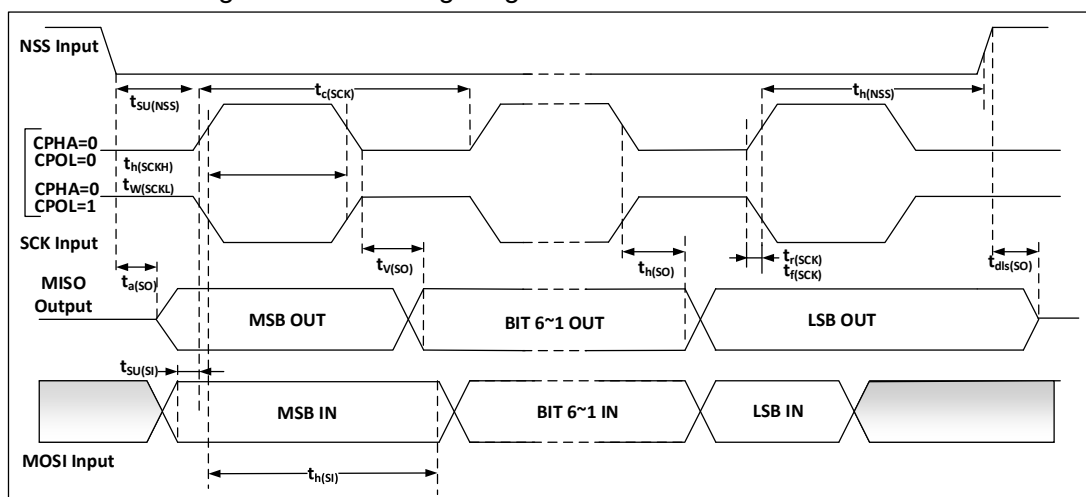 NSS Input
tSU(NSS)
tc(SCK)
th(NSS)
CPHA=0
CPOL=0
th(SCKH)
CPHA=0
tW(SCKL)
CPOL=1
SCK Input
ta(SO)
tV(SO)
th(SO)
tr(SCK)
tf(SCK)
tdls(SO)
MISO
Output
MSB OUT
BIT 6~1 OUT
LSB OUT
tSU(SI)
MSB IN
BIT 6~1 IN
LSB IN
MOSI Input
th(SI)